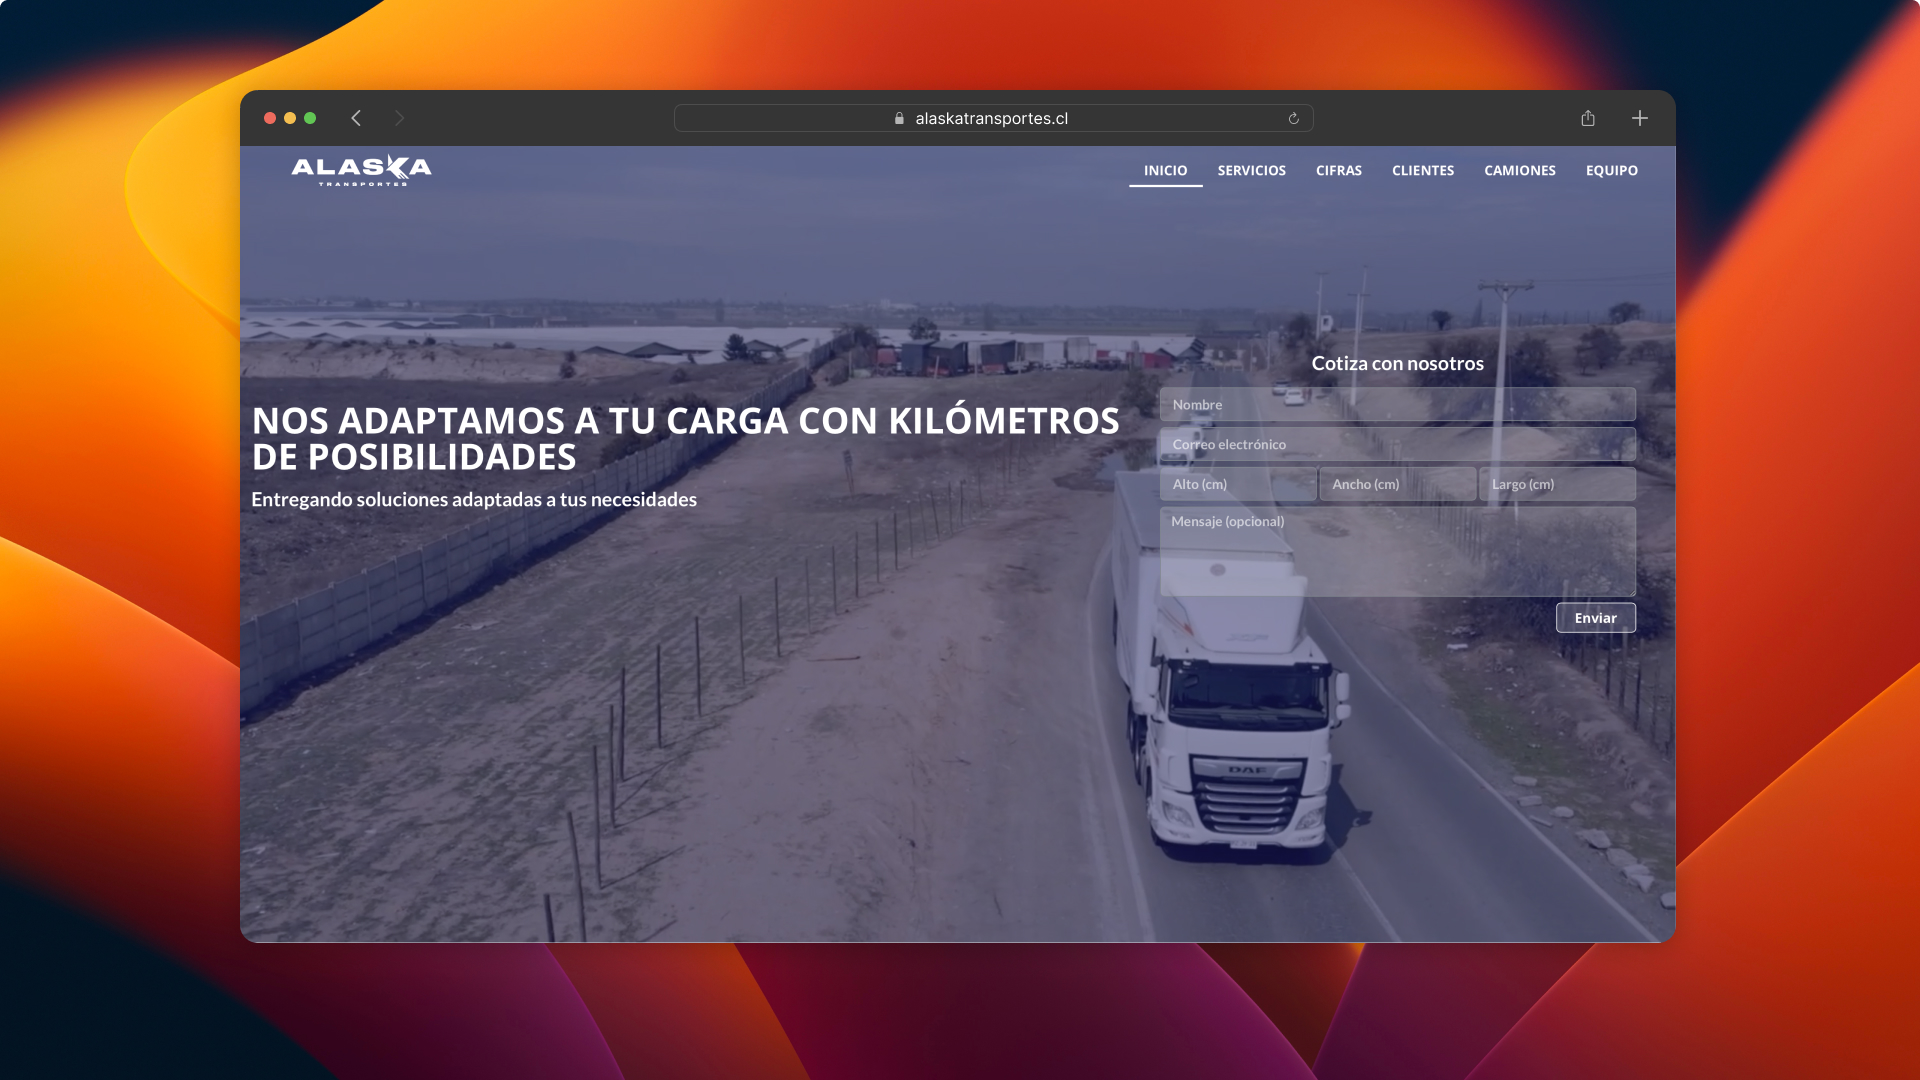 alaskatransportes.cl
ALASKA
TRANSPORTES
INICIO SERVICIOS CIFRAS CLIENTES CAMIONES EQUIPO
NOS ADAPTAMOS A TU CARGA CON KILÓMETROS
DE POSIBILIDADES
Entregando soluciones adaptadas a tus necesidades
Cotiza con nosotros
Nombre
Correo electrónico
Alto (cm) Ancho (cm) Largo (cm)
Mensaje (opcional)
Enviar
DAF